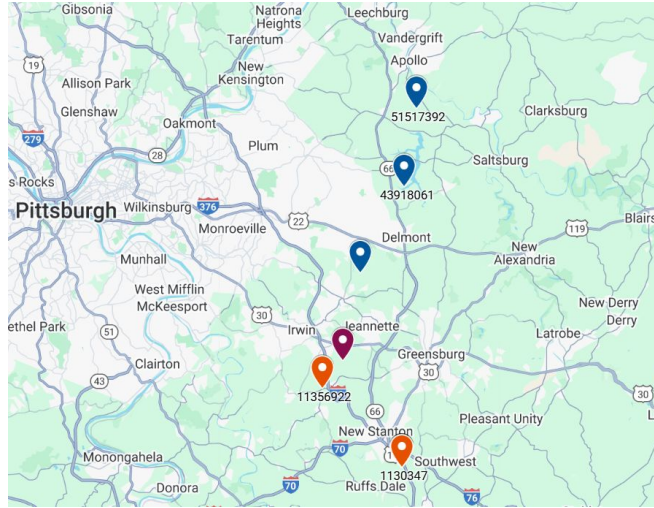 Gibsonia
Natrona
Heights
Leechburg
Tarentum
Vandergrift
Apollo
19
Allison Park
New
Kensington
51517392
Clarksburg
Glenshaw
Oakmont
279
Plum
28
66
Saltsburg
s Rocks
43918061
Pittsburgh
Wilkinsburg
376
22
119
Blairs
Monroeville
Delmont
New
Alexandria
Munhall
West Mifflin
McKeesport
New Derry
Derry
30
ethel Park
51
Irwin
Jeannette
Latrobe
Clairton
Greensburg
30
43
11356922
30
66
Pleasant Unity
New Stanton
70
Monongahela
Southwest
1130347
Donora
70
Ruffs Dale
76